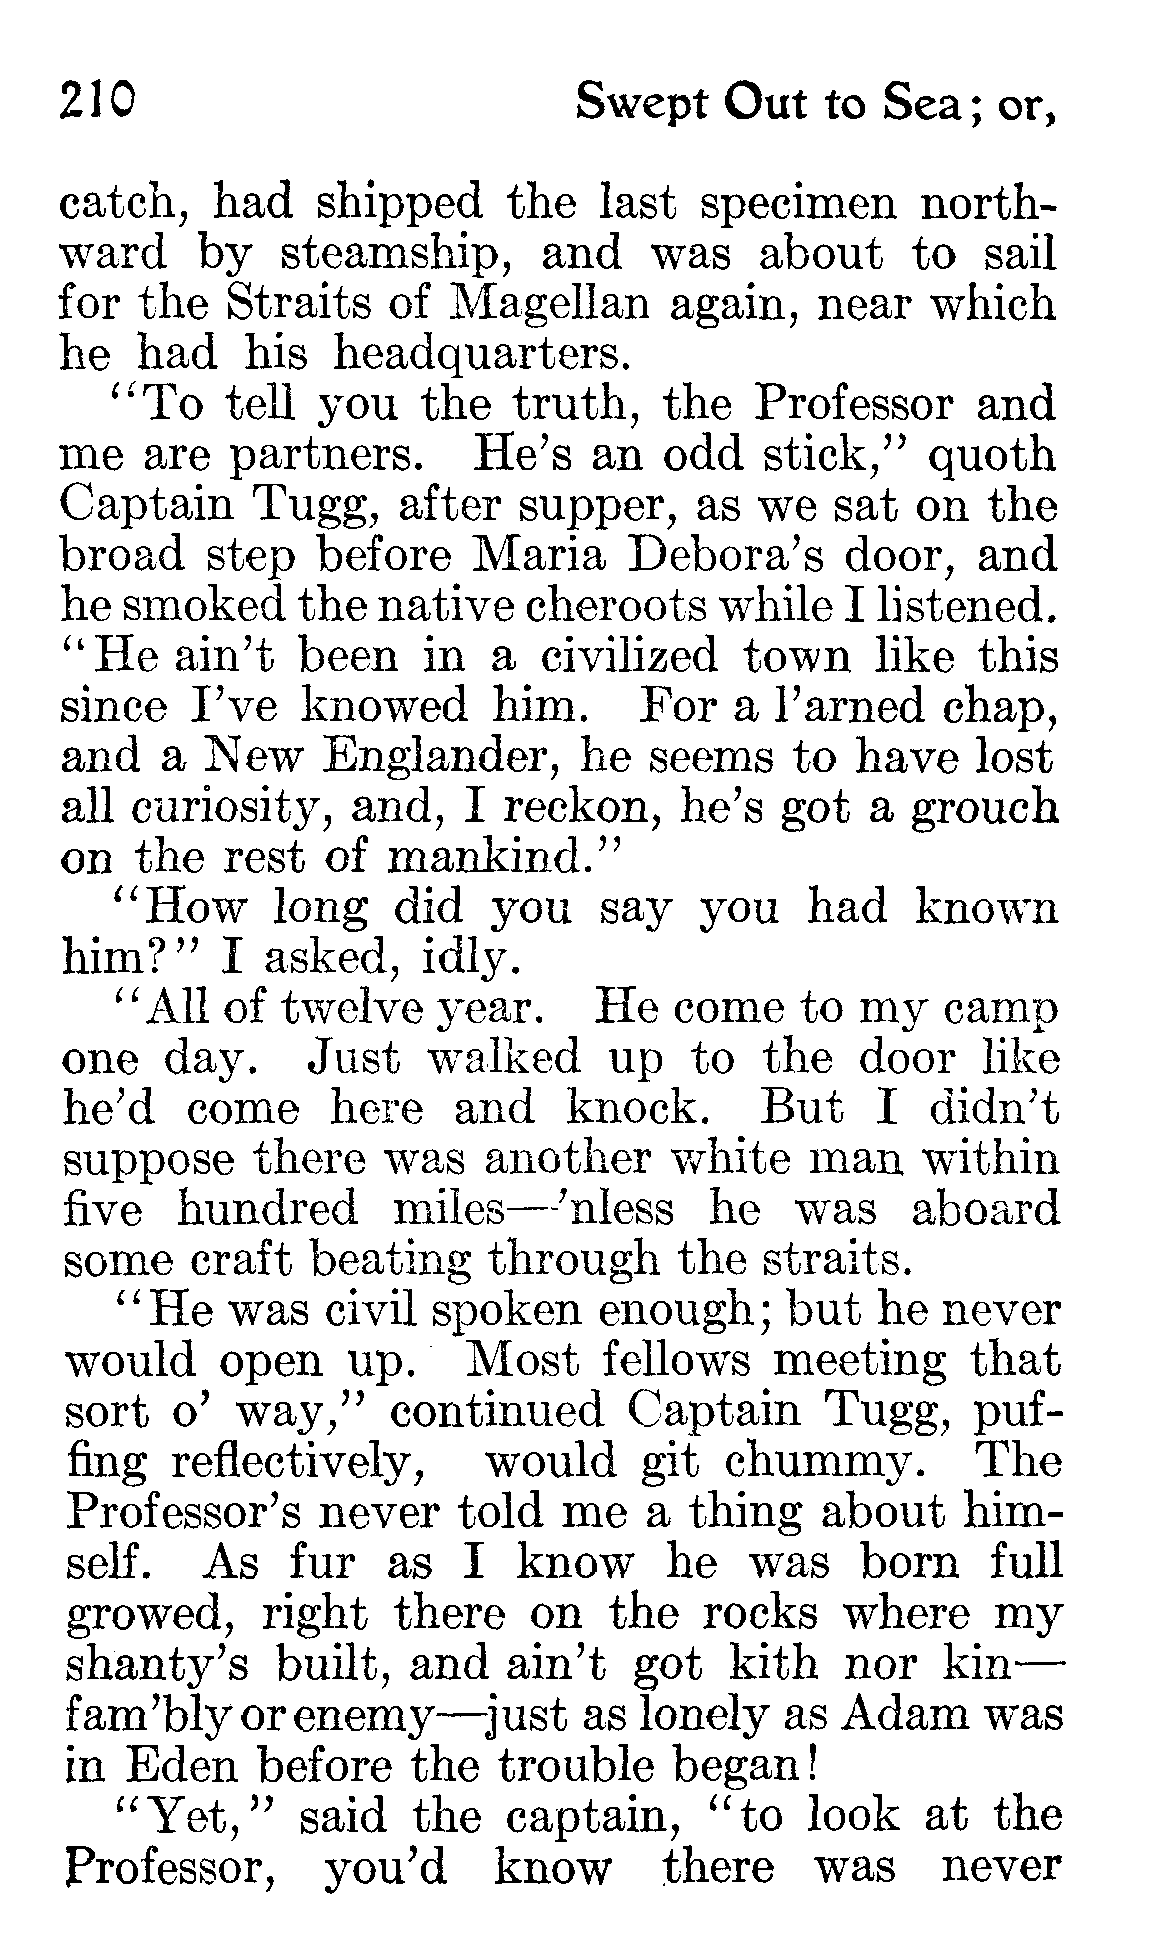 210 Swept Out to Sea; or,
catch, had shipped the last specimen north-
ward by steamship, and was about to sail
for the Straits of Magellan again, near which
he had his headquarters.
"To tell you the truth, the Professor and
me are partners. He's an odd stick," quoth
Captain Tugg, after supper, as we sat on the
broad step before Maria Debora's door, and
he smoked the native cheroots while I listened.
"He ain't been in a civilized town like this
since I've knowed him. For a l'arned chap,
and a New Englander, he seems to have lost
all curiosity, and, I reckon, he's got a grouch
on the rest of mankind."
"How long did you say you had known
him?" I asked, idly.
"All of twelve year. He come to my camp
one day. Just walked up to the door like
he'd come here and knock. But I didn't
suppose there was another white man within
five hundred miles—'nless he was aboard
some craft beating through the straits.
"He was civil spoken enough; but he never
would open up. Most fellows meeting that
sort o' way," continued Captain Tugg, puf-
fing reflectively, would git chummy. The
Professor's never told me a thing about him-
self. As fur as I know he was born full
growed, right there on the rocks where my
shanty's built, and ain't got kith nor kin—
fam'bly or enemy—just as lonely as Adam was
in Eden before the trouble began!
"Yet," said the captain, "to look at the
Professor, you'd know there was never